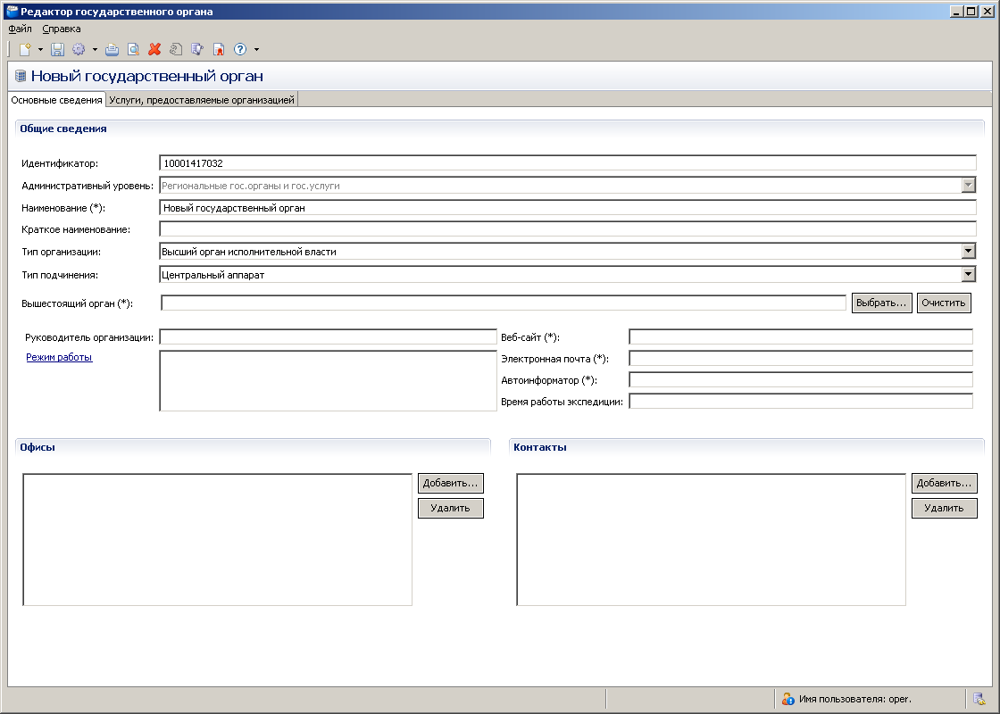 Редактор государственного органа
Файл Справка
Новый государственный орган
Основные сведения Услуги, предоставляемые организацией
Общие сведения
Идентификатор: 10001417032
Административный уровень: Региональные гос.органы и гос.услуги
Наименование (*): Новый государственный орган
Краткое наименование:
Тип организации: Высший орган исполнительной власти
Тип подчинения: Центральный аппарат
Вышестоящий орган (*): Выбрать... Очистить
Руководитель организации: Веб-сайт (*):
Режим работы Электронная почта (*):
Автоинформатор (*):
Время работы экспедиции:
Офисы Контакты
Добавить... Добавить...
Удалить Удалить
Имя пользователя: oper.